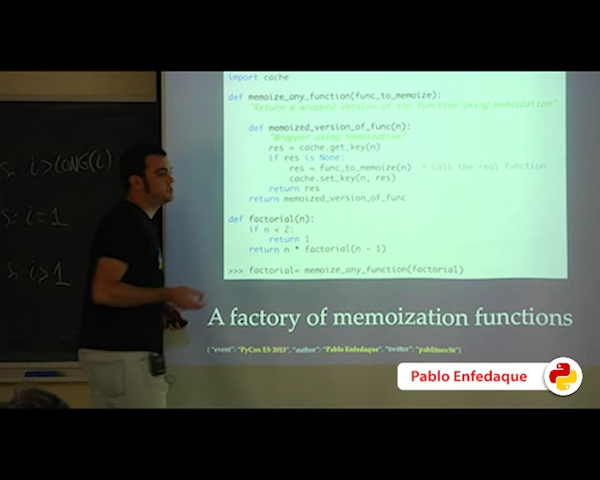 import cache
def memoize_any_function(func_to_memoize):
"Return a wrapped version of the function using memoization"
def memoized_version_of_func(n):
"Wrapper using memoization"
res = cache.get_key(n)
if res is None:
res = func_to_memoize(n) # Call the real function
cache.set_key(n, res)
return res
return memoized_version_of_func
def factorial(n):
if n < 2:
return 1
return n * factorial(n - 1)
>>> factorial= memoize_any_function(factorial)
A factory of memoization functions
{ "event": "PyCon ES 2013", "author": "Pablo Enfedaque", "twitter": "pablitoev56"}
S: i>LONG(i)
S: i=1
S: i>1
Pablo Enfedaque